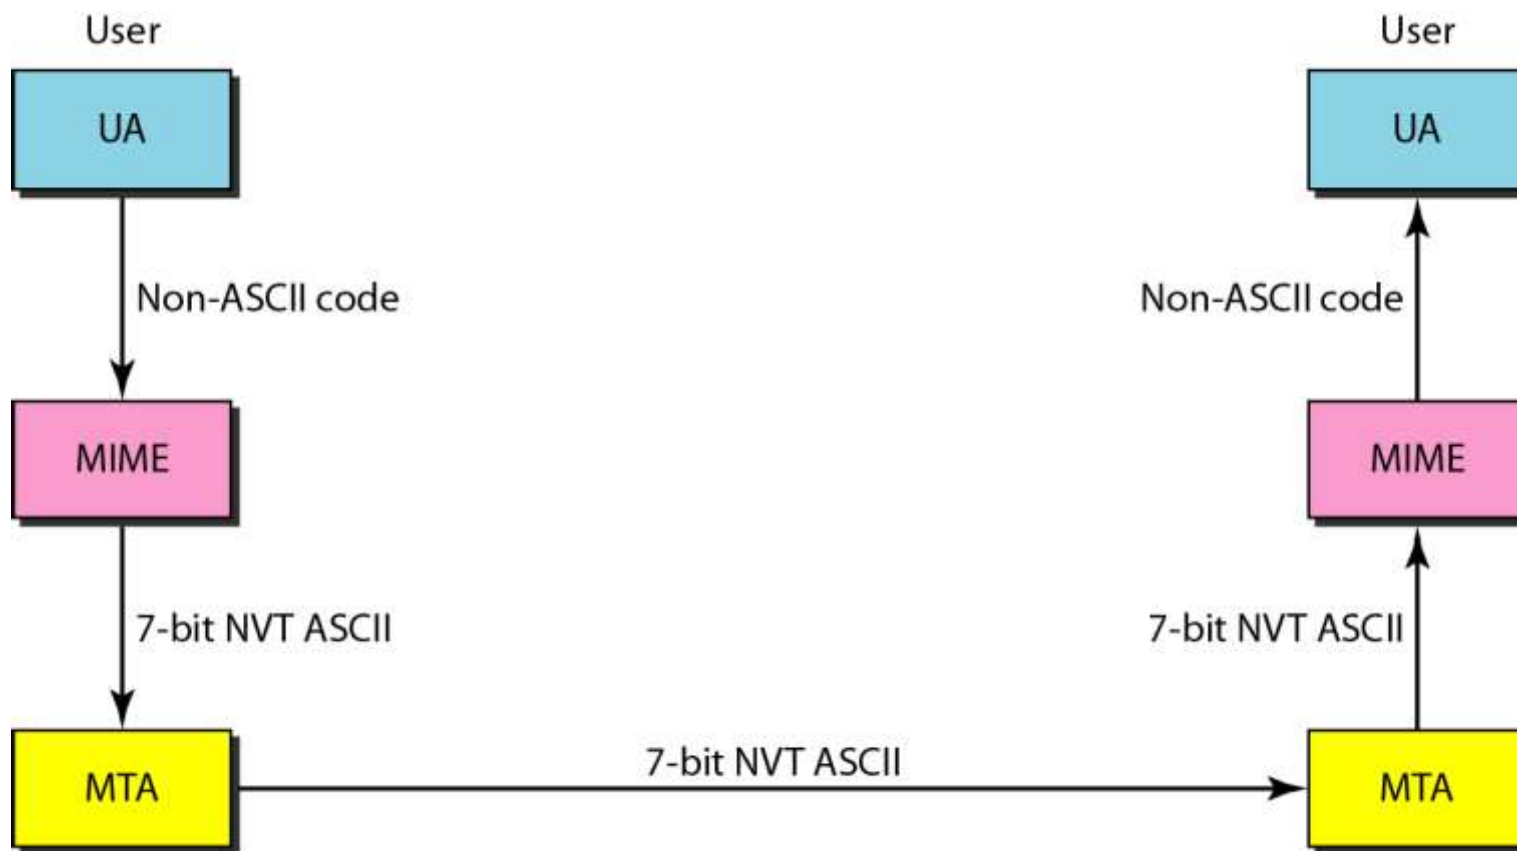 User
User
UA
UA
Non-ASCII code
Non-ASCII code
MIME
MIME
7-bit NVT ASCII
7-bit NVT ASCII
7-bit NVT ASCII
MTA
MTA